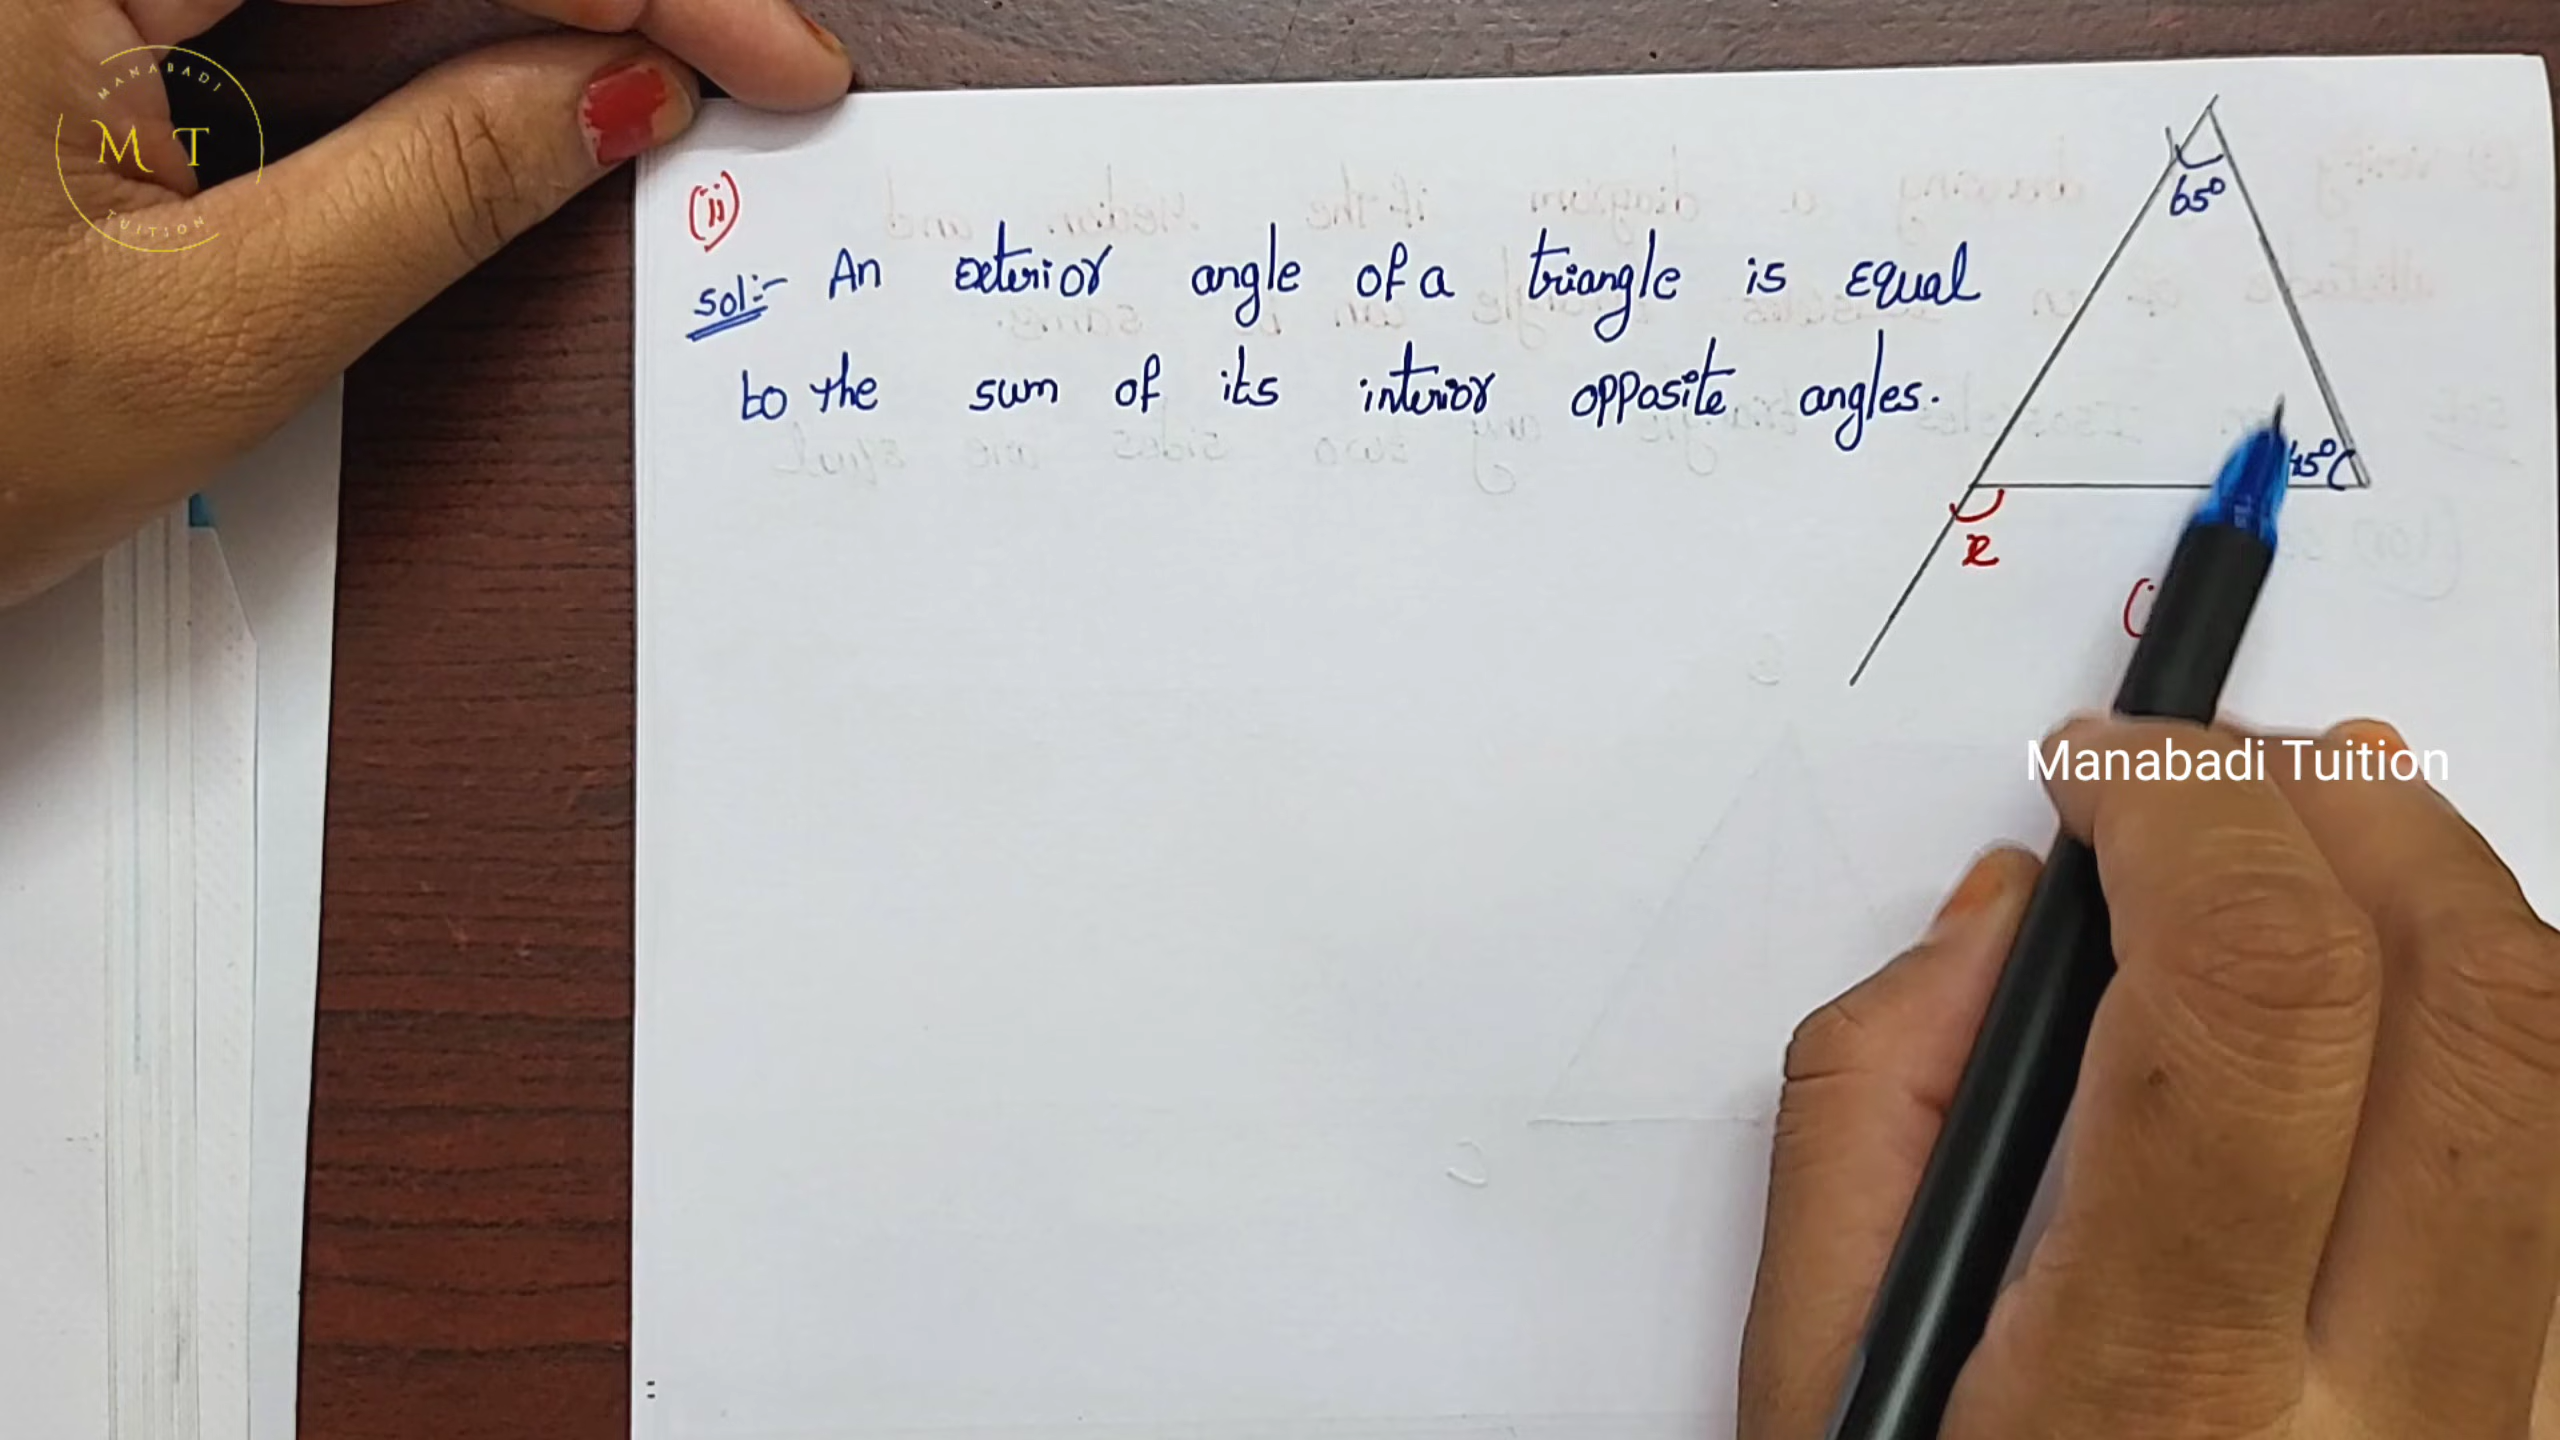 MANABADI
MT
TUITION
(ii)
Sol:- An exterior angle of a triangle is equal
to the sum of its interior opposite angles.
65°
45°
x
Manabadi Tuition